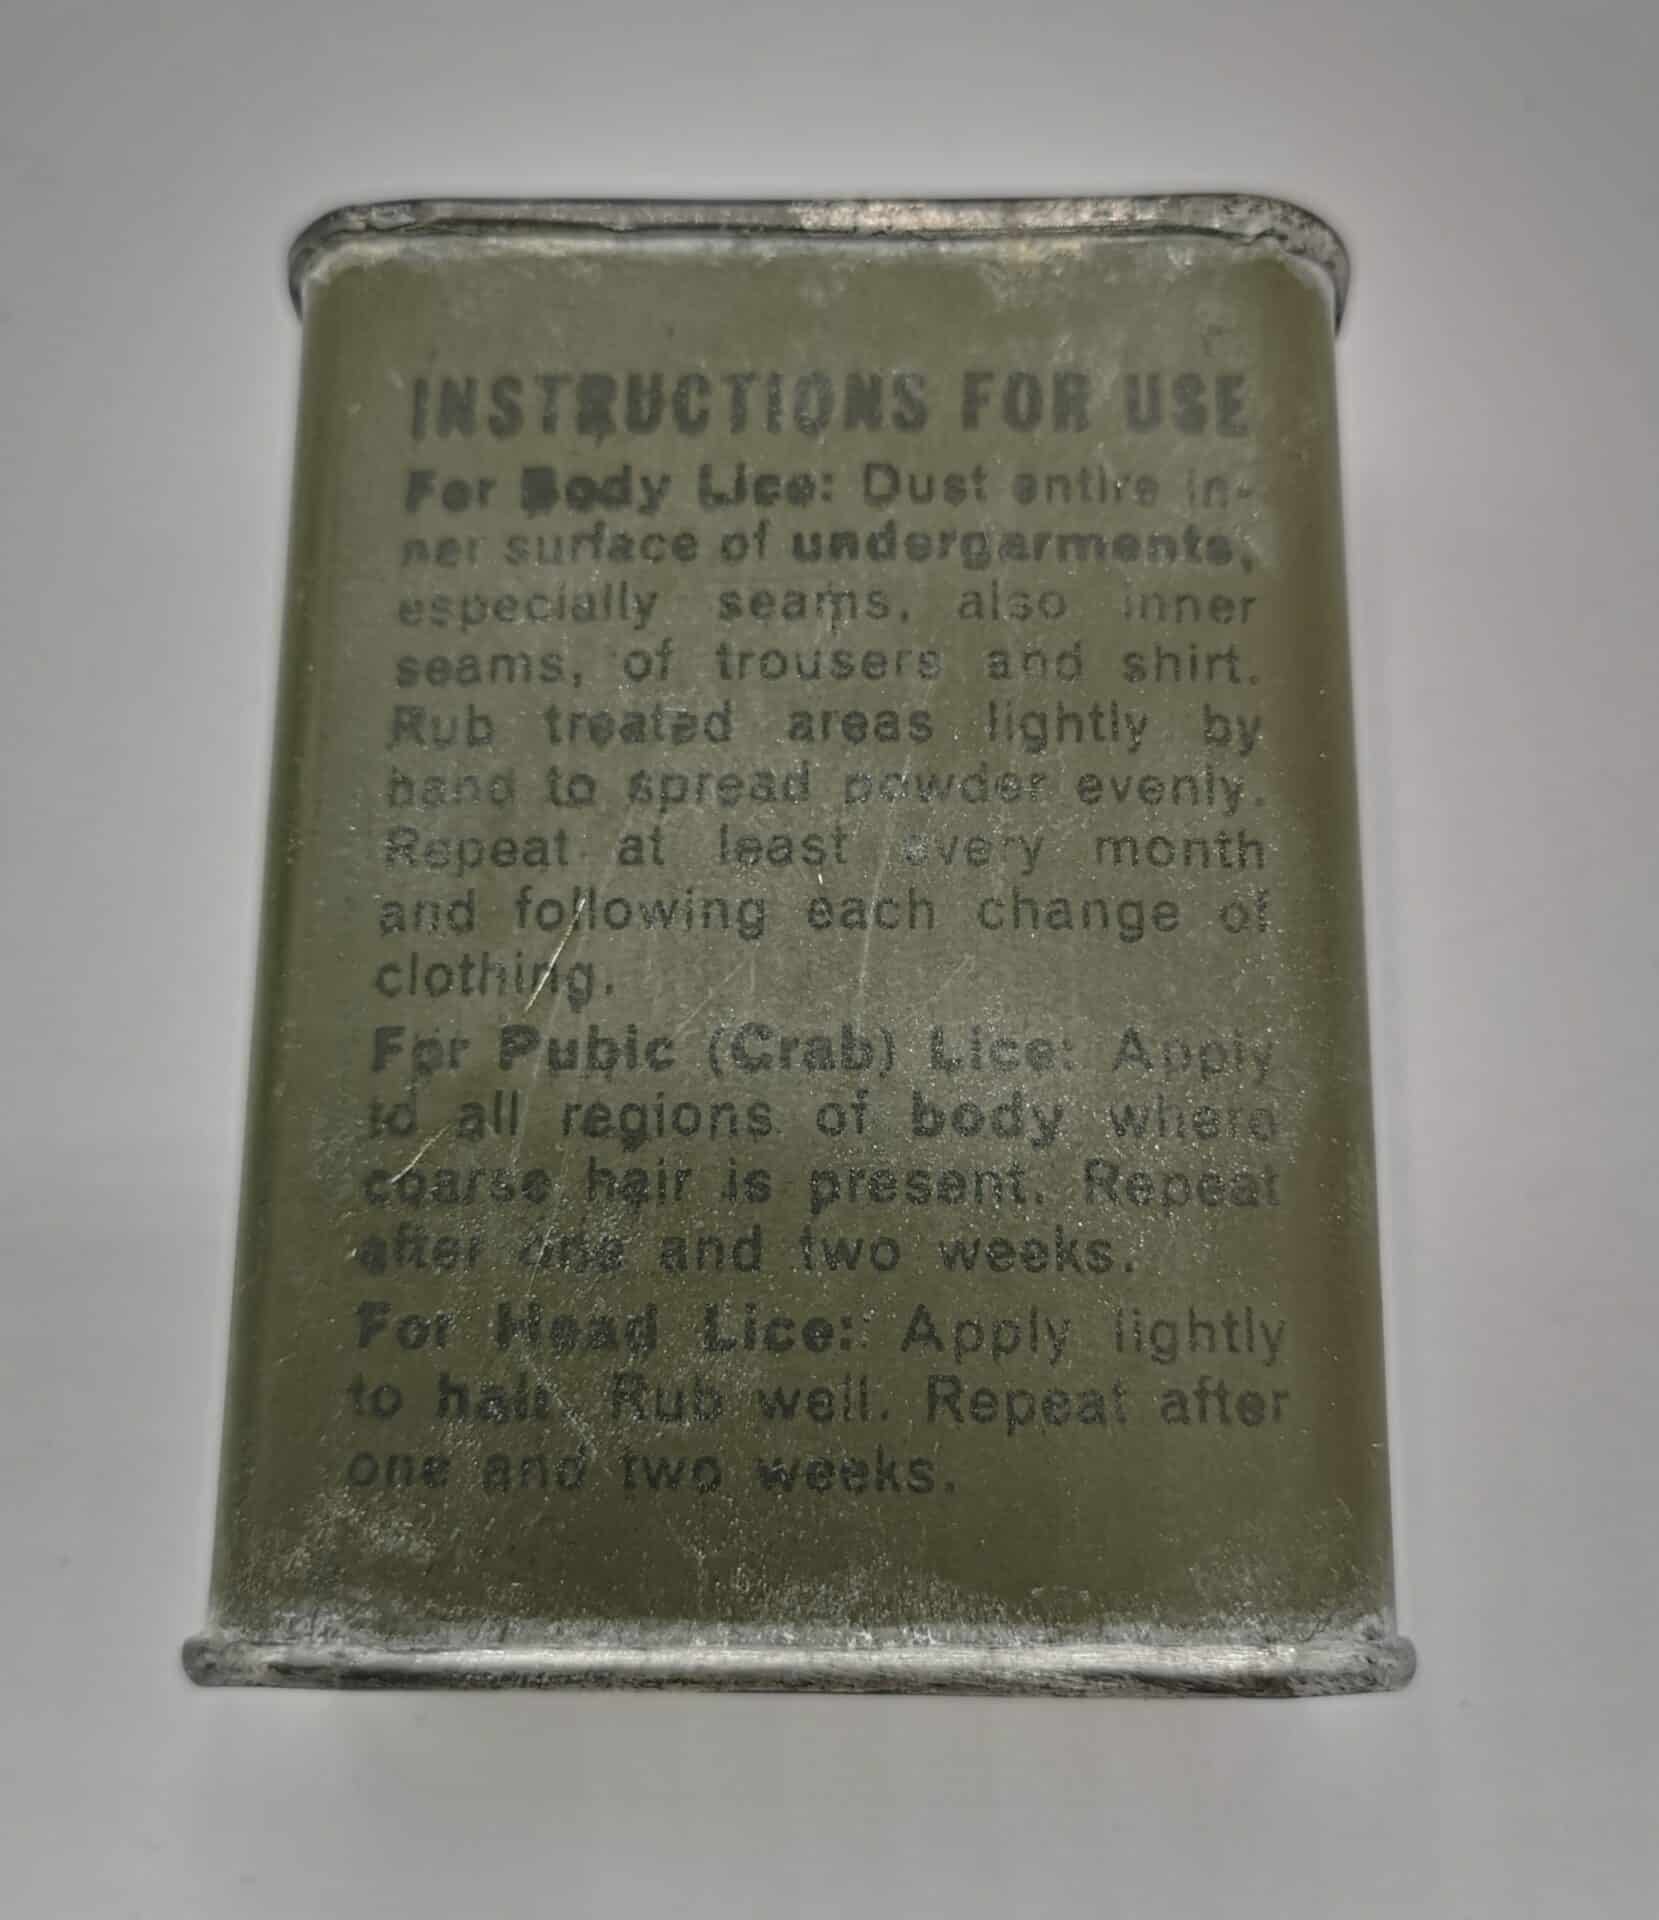 INSTRUCTIONS FOR USE
For Body Lice: Dust entire in-
ner surface of undergarments,
especially seams, also inner
seams, of trousers and shirt.
Rub treated areas lightly by
hand to spread powder evenly.
Repeat at least every month
and following each change of
clothing.
For Pubic (Crab) Lice: Apply
to all regions of body where
coarse hair is present. Repeat
after one and two weeks.
For Head Lice: Apply lightly
to hair. Rub well. Repeat after
one and two weeks.